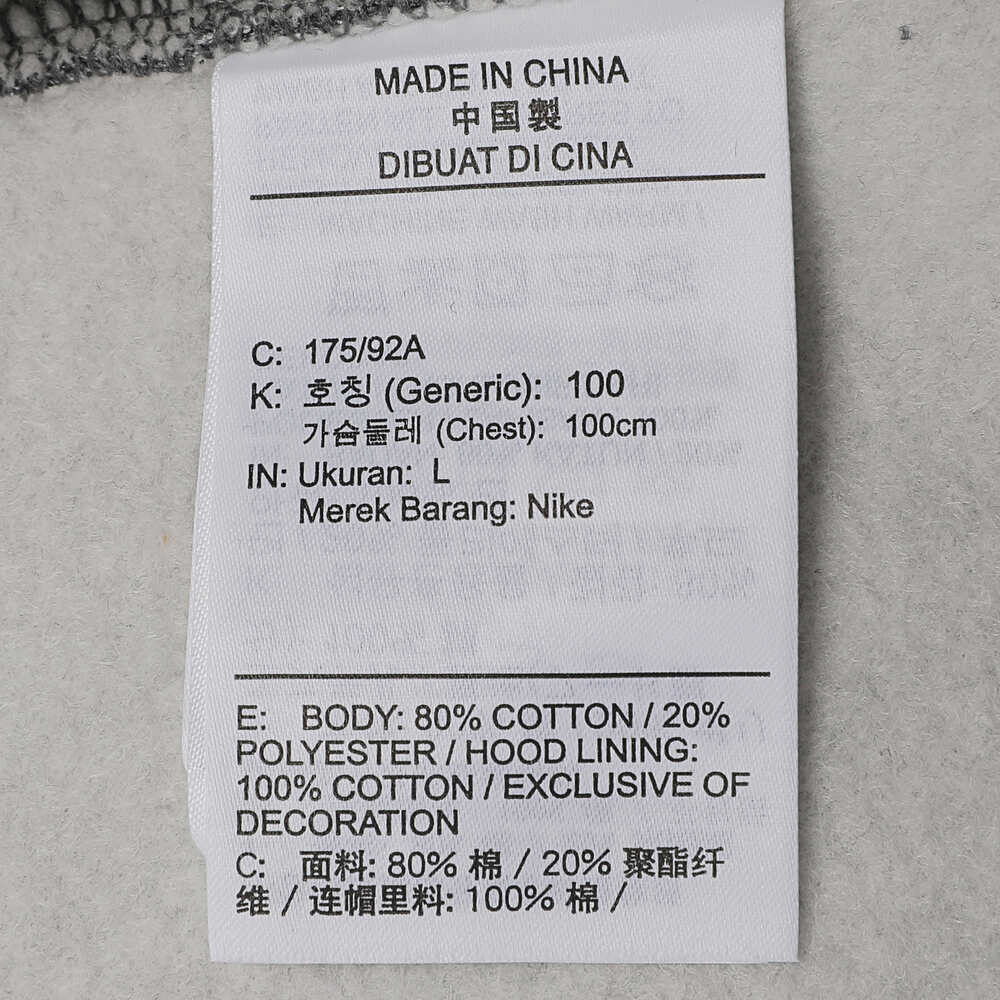 MADE IN CHINA
中国製
DIBUAT DI CINA
C: 175/92A
K: 호칭 (Generic): 100
가슴둘레 (Chest): 100cm
IN: Ukuran: L
Merek Barang: Nike
E: BODY: 80% COTTON / 20%
POLYESTER / HOOD LINING:
100% COTTON / EXCLUSIVE OF
DECORATION
C: 面料: 80% 棉 / 20% 聚酯纤
维 / 连帽里料: 100% 棉 /